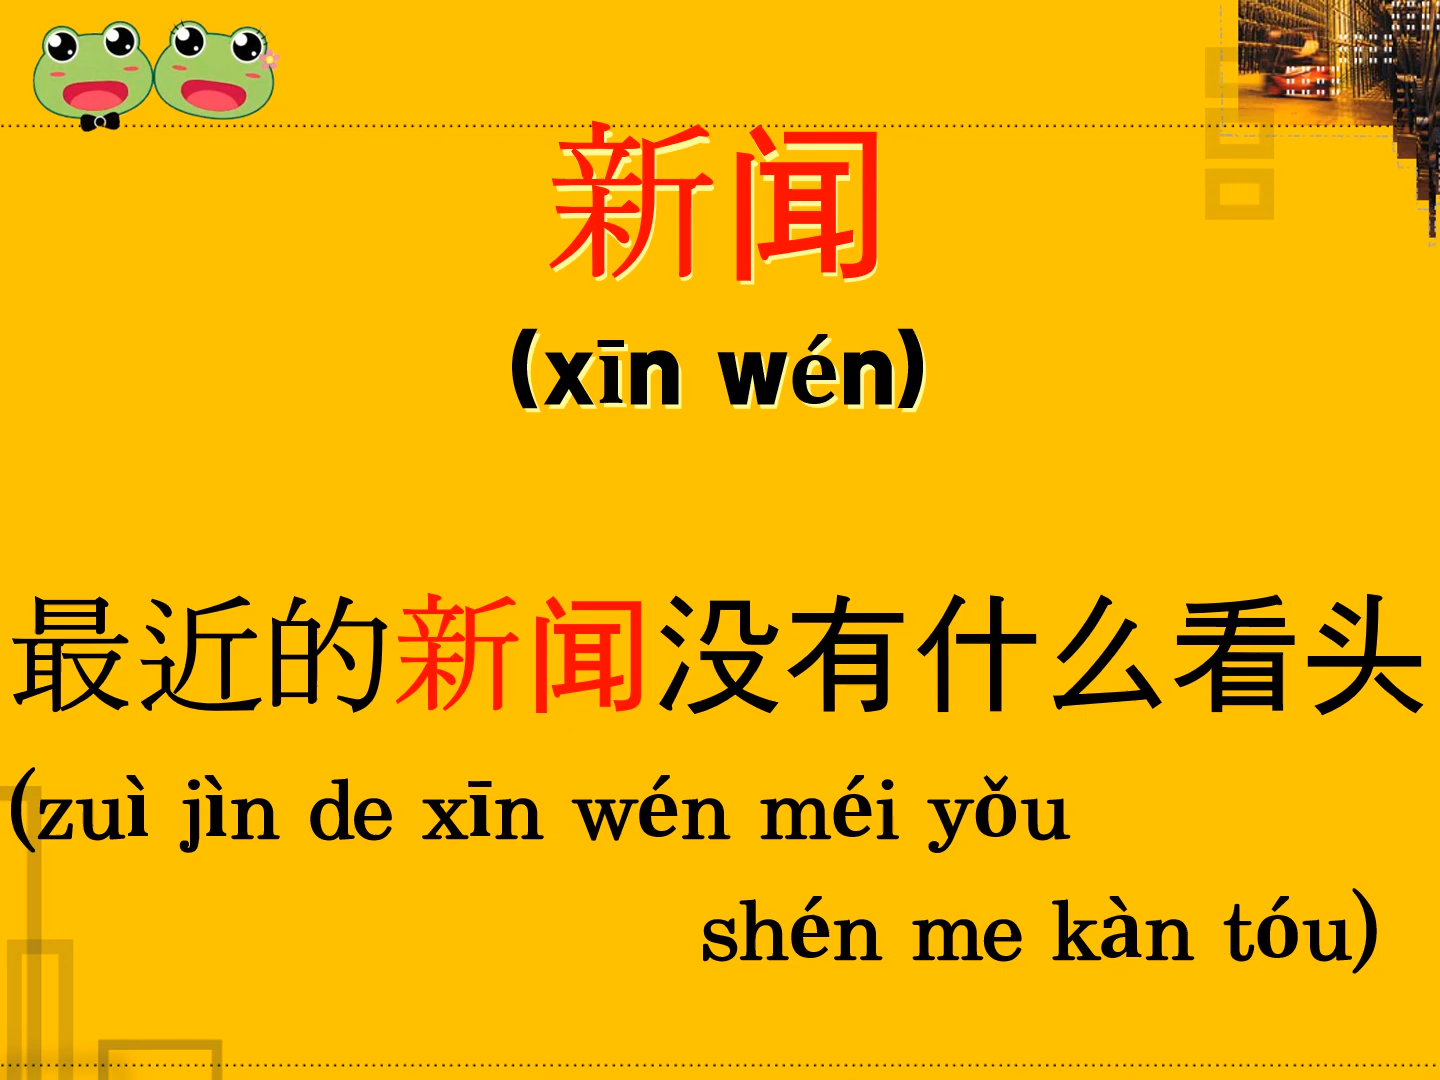 新闻
(xīn wén)
最近的新闻没有什么看头
(zuì jìn de xīn wén méi yǒu
shén me kàn tóu)